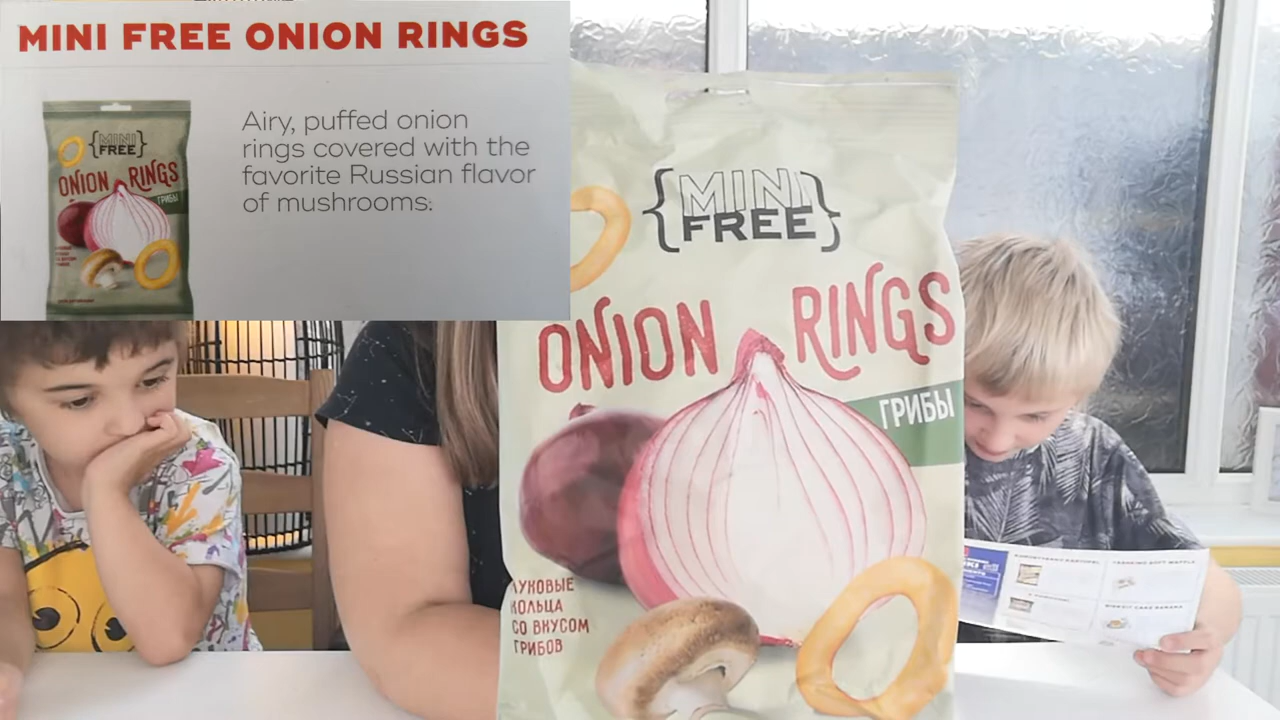 MINI FREE ONION RINGS
{MINI
FREE}
ONION RINGS
ГРИБЫ
Airy, puffed onion
rings covered with the
favorite Russian flavor
of mushrooms.
{MINI
FREE}
ONION RINGS
ГРИБЫ
ЛУКОВЫЕ
КОЛЬЦА
СО ВКУСОМ
ГРИБОВ